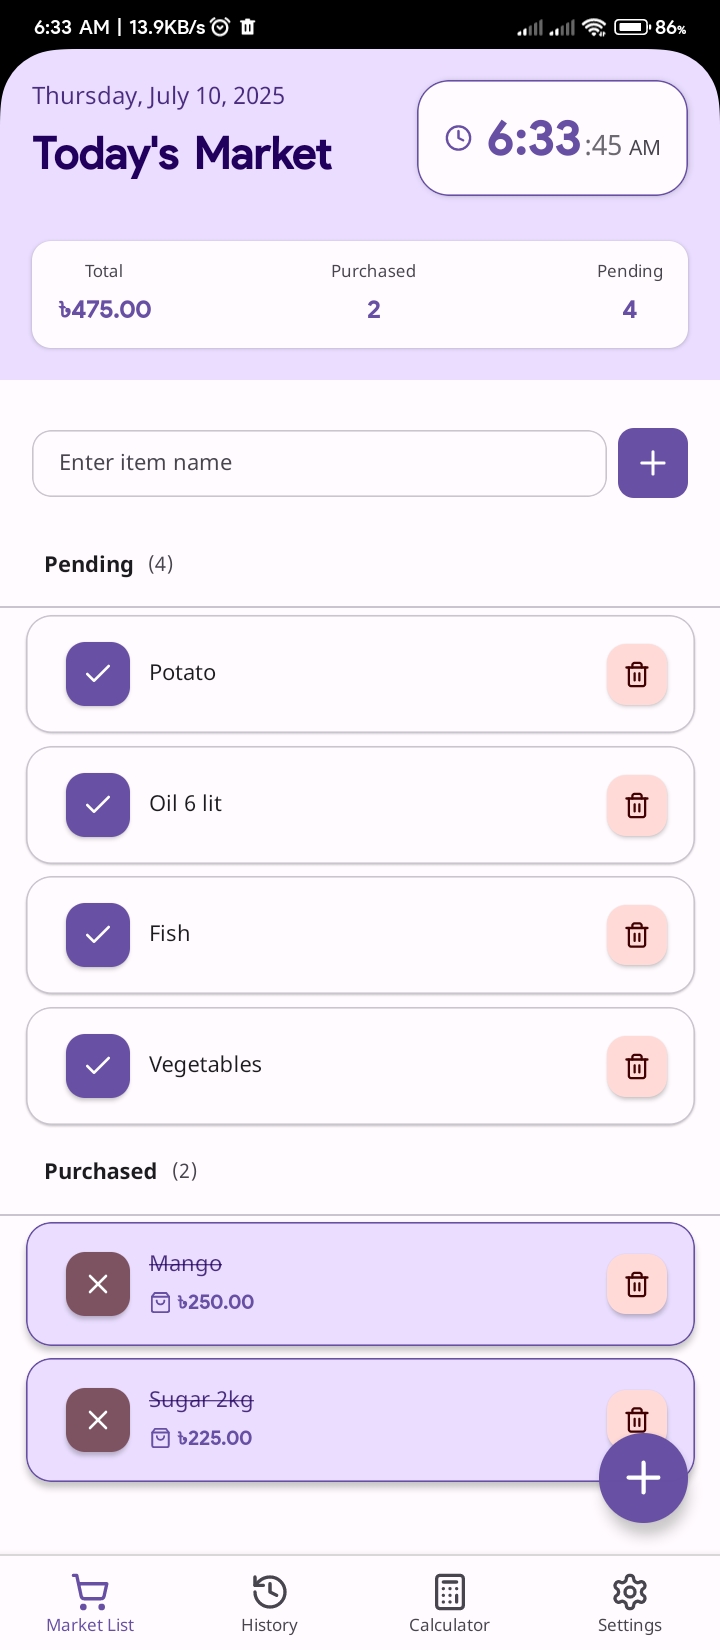 6:33 AM | 13.9KB/s 86%
Thursday, July 10, 2025
Today's Market
6:33:45 AM
Total Purchased Pending
৳475.00 2 4
Enter item name
Pending (4)
Potato
Oil 6 lit
Fish
Vegetables
Purchased (2)
Mango
৳250.00
Sugar 2kg
৳225.00
Market List History Calculator Settings